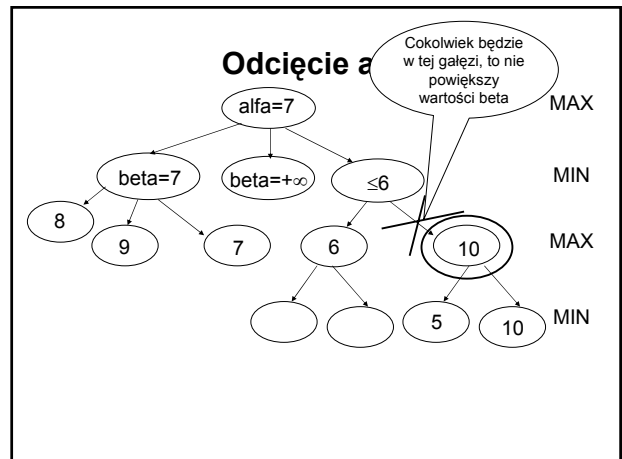 Odcięcie a
Cokolwiek będzie
w tej gałęzi, to nie
powiększy
wartości beta
alfa=7
MAX
beta=7
beta=+∞
≤6
MIN
8
9
7
6
10
MAX
5
10
MIN